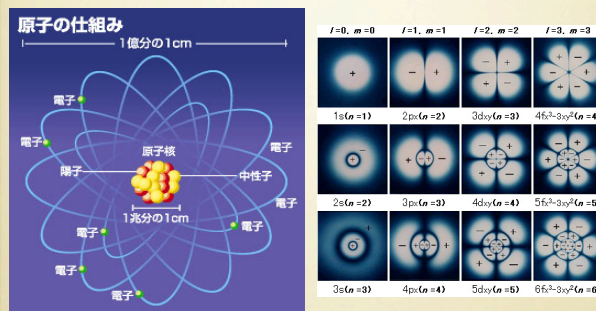 原子の仕組み
1億分の1cm
電子
電子
原子核
電子
陽子
中性子
電子
1兆分の1cm
電子
電子
電子
電子
l=0, m=0
l=1, m=1
l=2, m=2
l=3, m=3
+
- +
- +
+ -
- + - + - +
1s(n=1)
2px(n=2)
3dxy(n=3)
4fx³-3xy²(n=4
2s(n=2)
3px(n=3)
4dxy(n=4)
5fx³-3xy²(n=5
3s(n=3)
4px(n=4)
5dxy(n=5)
6fx³-3xy²(n=6